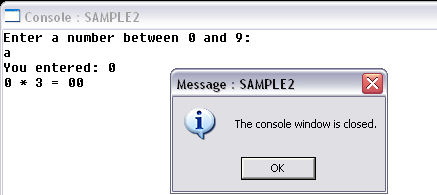 Console : SAMPLE2
Enter a number between 0 and 9:
a
You entered: 0
0 * 3 = 00
Message : SAMPLE2
The console window is closed.
OK